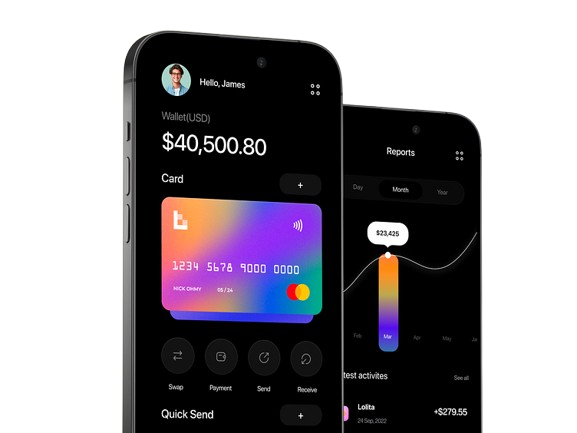 Hello, James
Wallet(USD)
$40,500.80
Card
+
1234 5678 9000 0000
NICK OHMY 05 / 24
Swap Payment Send Receive
Quick Send
+
Reports
Day Month Year
$23,425
Feb Mar Apr May
test activites See all
Lolita
24 Sep, 2022
+$279.55